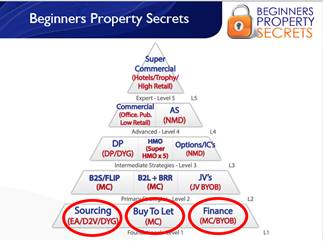 Beginners Property Secrets
BEGINNERS
PROPERTY
SECRETS
Super
Commercial
(Hotels/Trophy/
High Retail)
Expert - Level 5 L5
Commercial AS
(Office. Pub. (NMD)
Low Retail)
Advanced - Level 4 L4
DP HMO Options/IC's
(DP/DYG) (Super (NMD)
HMO x 5)
Intermediate Strategies - Level 3 L3
B2S/FLIP B2L + BRR JV's
(MC) (MC) (JV BYOB)
Level 2 L2
Sourcing Buy To Let Finance
(EA/D2V/DYG) (MC) (MC/BYOB)
Level 1 L1